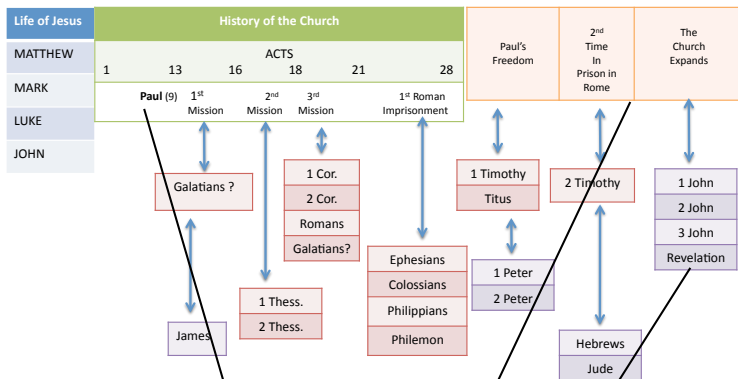 Life of Jesus
MATTHEW
MARK
LUKE
JOHN
History of the Church
ACTS
1 13 16 18 21 28
Paul (9)
1st
Mission
2nd
Mission
3rd
Mission
1st Roman
Imprisonment
Paul's
Freedom
2nd
Time
In
Prison in
Rome
The
Church
Expands
Galatians ?
James
1 Thess.
2 Thess.
1 Cor.
2 Cor.
Romans
Galatians?
Ephesians
Colossians
Philippians
Philemon
1 Timothy
Titus
1 Peter
2 Peter
2 Timothy
Hebrews
Jude
1 John
2 John
3 John
Revelation